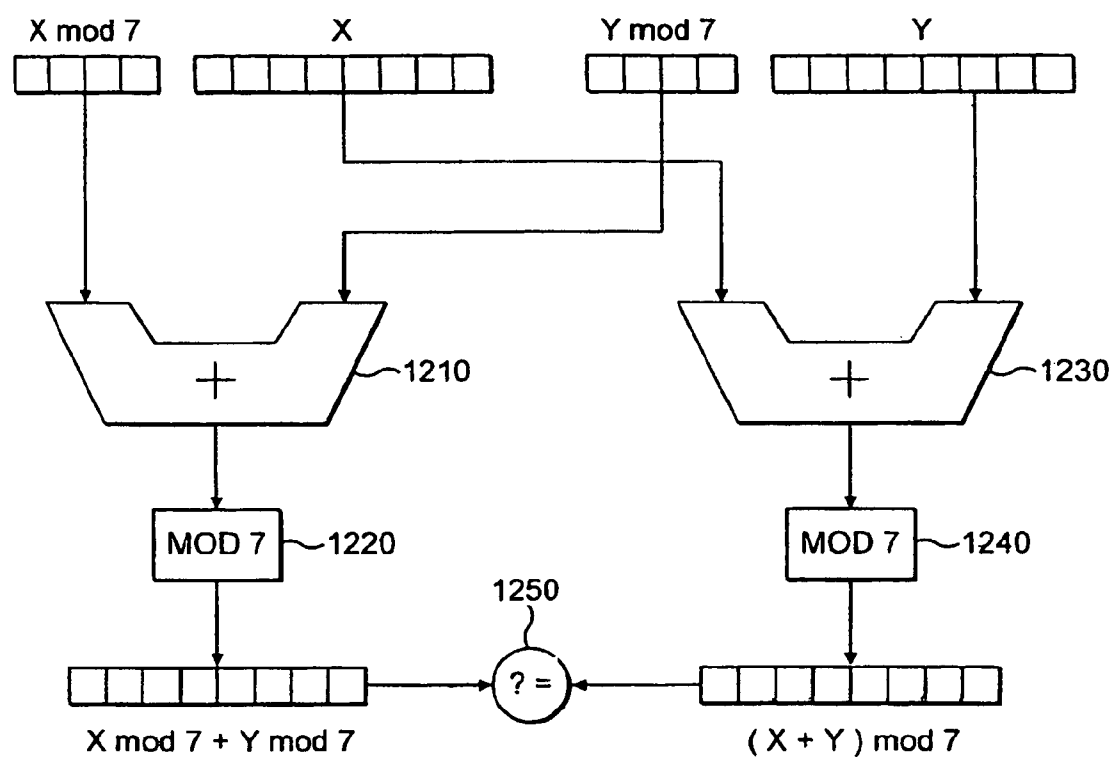 X mod 7 X Y mod 7 Y
+ 1210 + 1230
MOD 7 1220 MOD 7 1240
1250
? =
X mod 7 + Y mod 7 ( X + Y ) mod 7